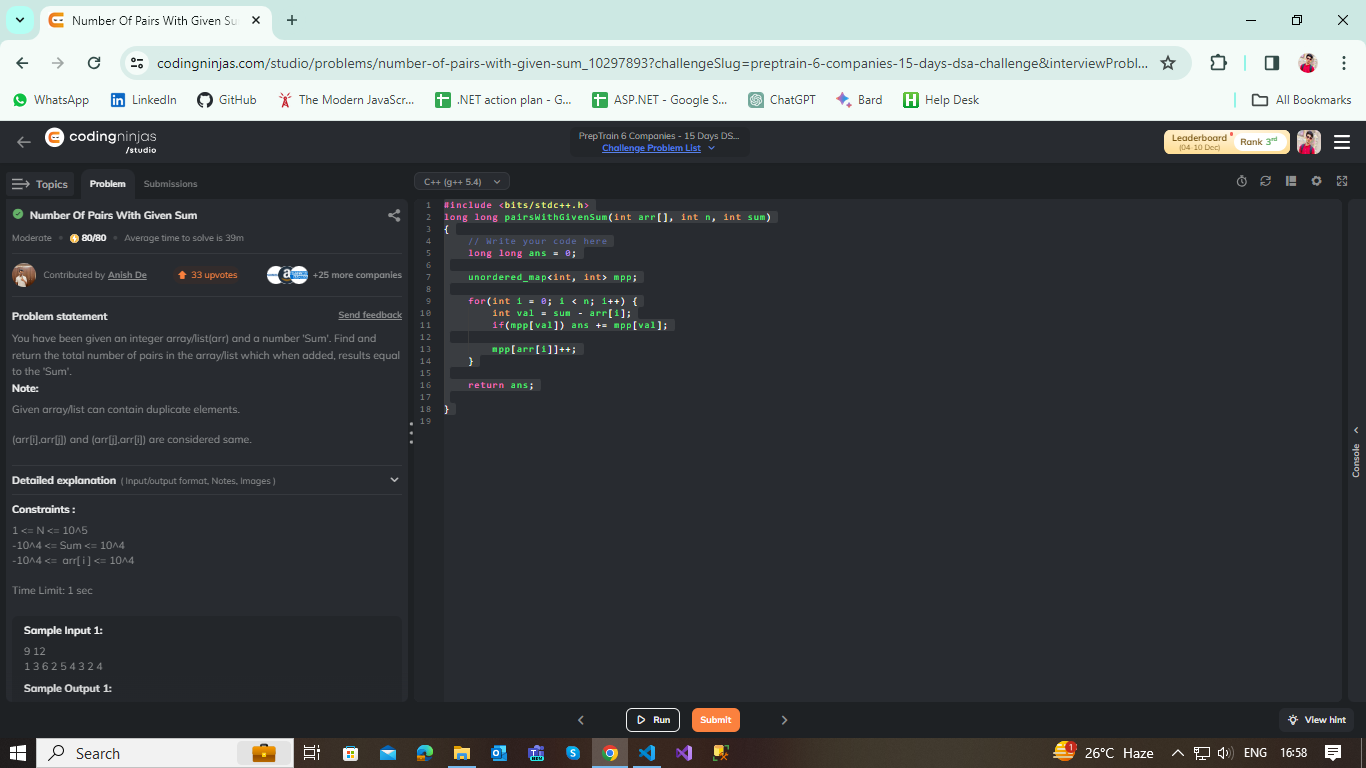 Number Of Pairs With Given Su
codingninjas.com/studio/problems/number-of-pairs-with-given-sum_10297893?challengeSlug=preptrain-6-companies-15-days-dsa-challenge&interviewProbl...
WhatsApp
LinkedIn
GitHub
The Modern JavaScr...
.NET action plan - G...
ASP.NET - Google S...
ChatGPT
Bard
Help Desk
All Bookmarks
codingninjas
/studio
PrepTrain 6 Companies - 15 Days DS...
Challenge Problem List
Leaderboard
(04-10 Dec)
Rank 3rd
Topics
Problem
Submissions
C++ (g++ 5.4)
Number Of Pairs With Given Sum
Moderate
80/80
Average time to solve is 39m
Contributed by Anish De
33 upvotes
+25 more companies
Problem statement
Send feedback
You have been given an integer array/list(arr) and a number 'Sum'. Find and
return the total number of pairs in the array/list which when added, results equal
to the 'Sum'.
Note:
Given array/list can contain duplicate elements.
(arr[i],arr[j]) and (arr[j],arr[i]) are considered same.
Detailed explanation ( Input/output format, Notes, Images )
Constraints :
1 <= N <= 10^5
-10^4 <= Sum <= 10^4
-10^4 <= arr[ i ] <= 10^4
Time Limit: 1 sec
Sample Input 1:
9 12
1 3 6 2 5 4 3 2 4
Sample Output 1:
1 #include <bits/stdc++.h>
2 long long pairsWithGivenSum(int arr[], int n, int sum)
3 {
4 // Write your code here
5 long long ans = 0;
6
7 unordered_map<int, int> mpp;
8
9 for(int i = 0; i < n; i++) {
10 int val = sum - arr[i];
11 if(mpp[val]) ans += mpp[val];
12
13 mpp[arr[i]]++;
14 }
15
16 return ans;
17
18 }
19
Console
Run
Submit
View hint
Search
1
26°C Haze
ENG
16:58